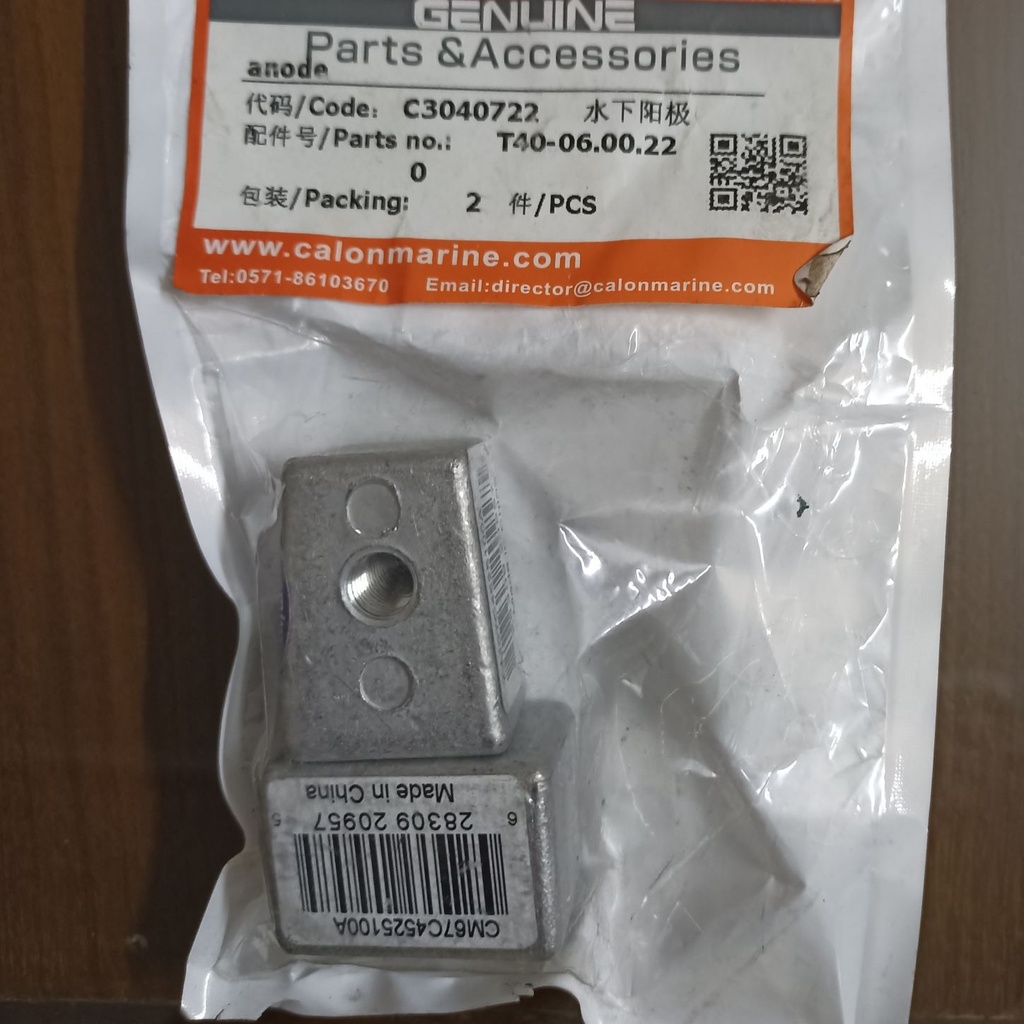 GENUINE
Parts &Accessories
anode
代码/Code: C3040722 水下阳极
配件号/Parts no.: T40-06.00.22
0
包装/Packing: 2 件/PCS
www.calonmarine.com
Tel:0571-86103670 Email:director@calonmarine.com
CM67C4525100A
6 28309 20957 5
Made in China